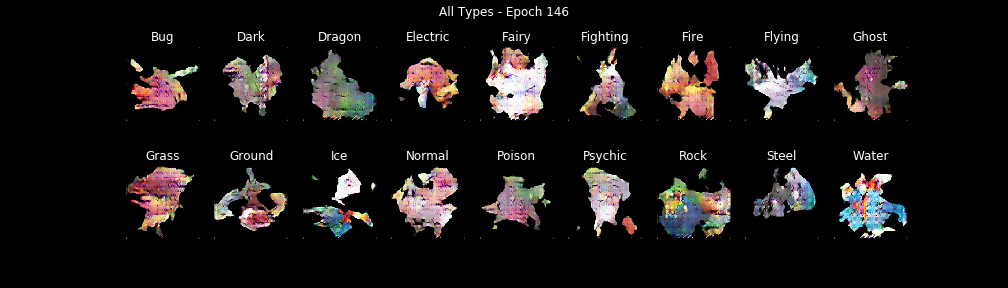 All Types - Epoch 146
Bug Dark Dragon Electric Fairy Fighting Fire Flying Ghost
Grass Ground Ice Normal Poison Psychic Rock Steel Water